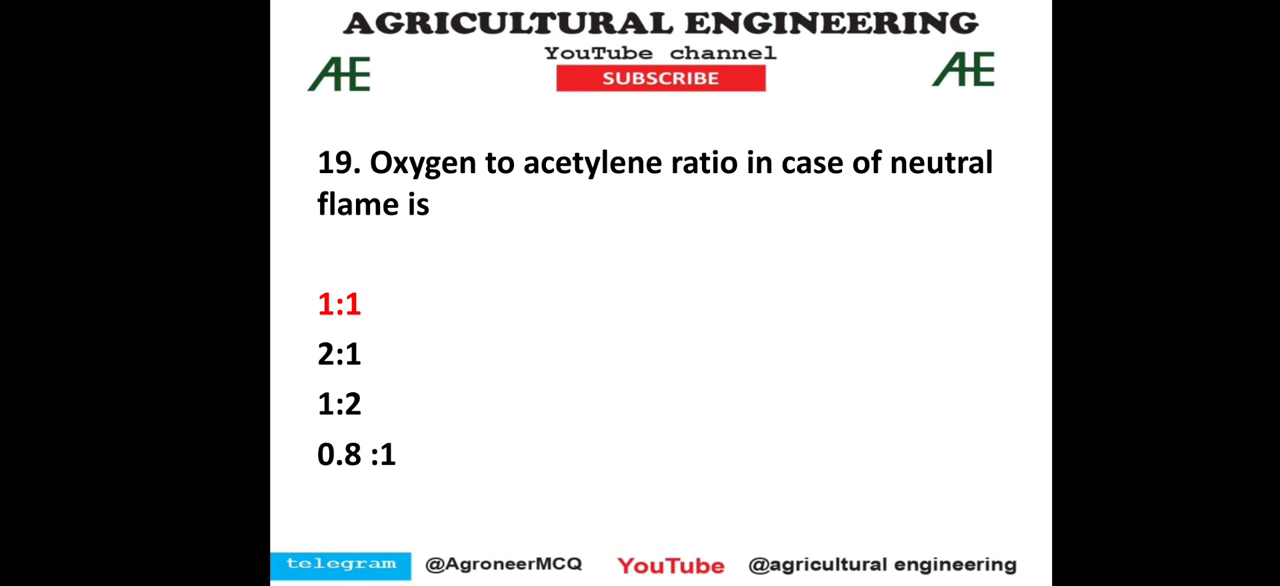 AGRICULTURAL ENGINEERING
YouTube channel
AE SUBSCRIBE AE
19. Oxygen to acetylene ratio in case of neutral
flame is
1:1
2:1
1:2
0.8 :1
telegram @AgroneerMCQ YouTube @agricultural engineering